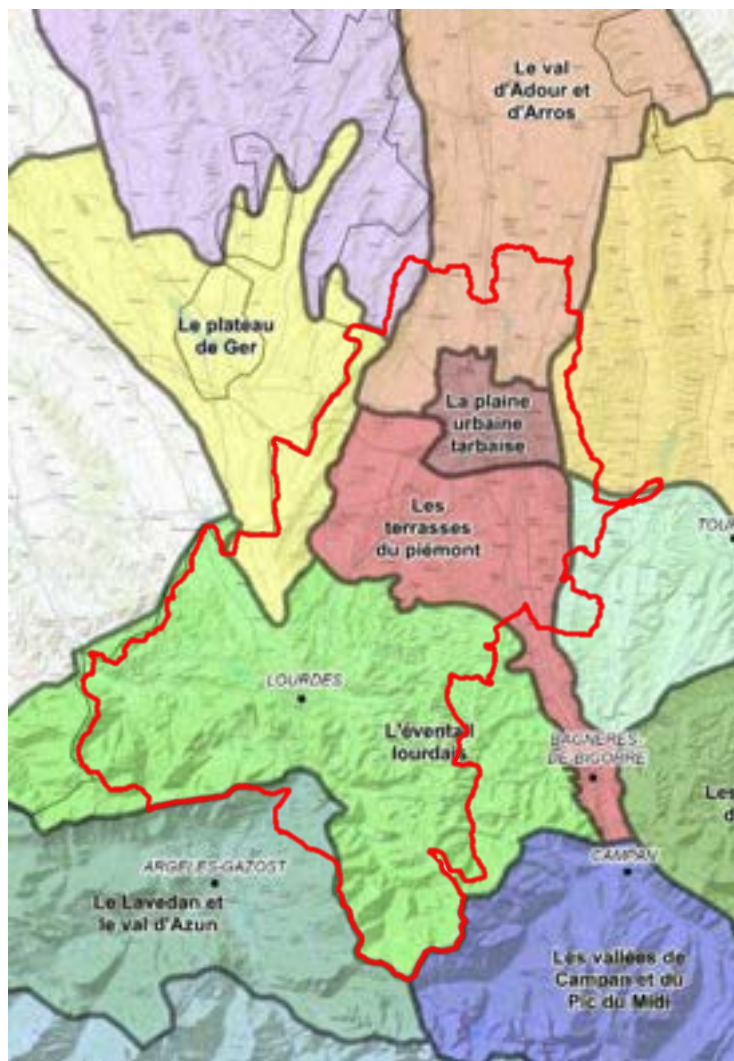 Le val
d'Adour et
d'Arros
Le plateau
de Ger
La plaine
urbaine
tarbaise
Les
terrasses
du piémont
TOUR
LOURDES
L'éventail
lourdais
BAGNERES-
DE-BIGORRE
Les
d
CAMPAN
ARGELES-GAZOST
Le Lavedan et
le val d'Azun
Les vallées de
Campan et du
Pic du Midi